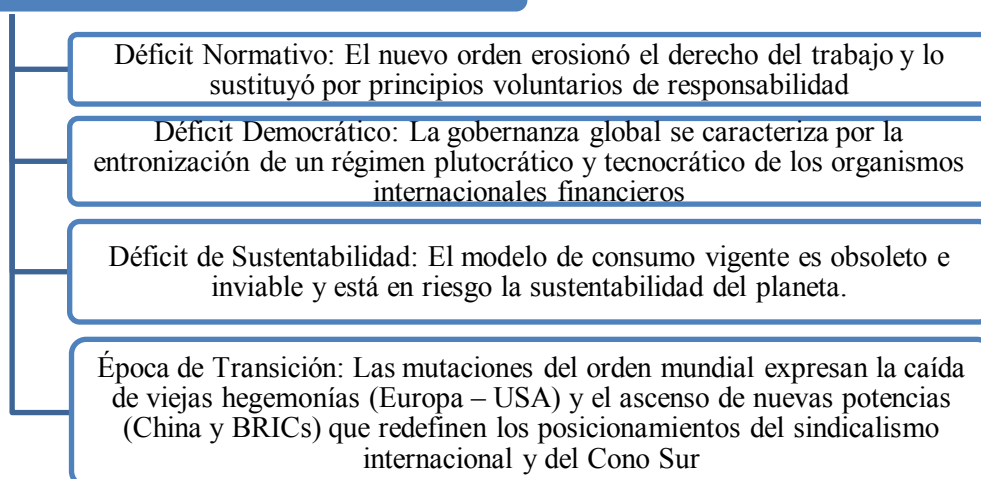 Déficit Normativo: El nuevo orden erosionó el derecho del trabajo y lo
sustituyó por principios voluntarios de responsabilidad
Déficit Democrático: La gobernanza global se caracteriza por la
entronización de un régimen plutocrático y tecnocrático de los organismos
internacionales financieros
Déficit de Sustentabilidad: El modelo de consumo vigente es obsoleto e
inviable y está en riesgo la sustentabilidad del planeta.
Época de Transición: Las mutaciones del orden mundial expresan la caída
de viejas hegemonías (Europa – USA) y el ascenso de nuevas potencias
(China y BRICs) que redefinen los posicionamientos del sindicalismo
internacional y del Cono Sur